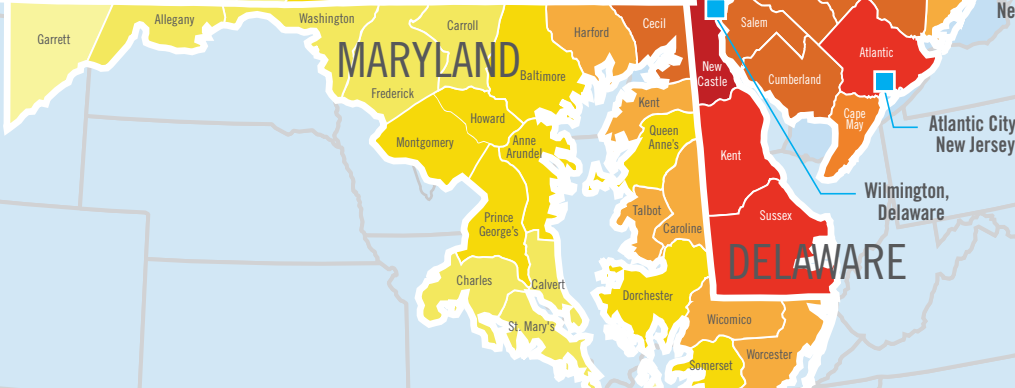 Ne
Garrett
Allegany
Washington
Carroll
Harford
Cecil
Salem
Atlantic
MARYLAND
Baltimore
New
Castle
Cumberland
Frederick
Kent
Howard
Queen
Anne's
Cape
May
Atlantic City
New Jersey
Montgomery
Anne
Arundel
Kent
Wilmington,
Delaware
Prince
George's
Talbot
Caroline
Sussex
DELAWARE
Charles
Calvert
Dorchester
St. Mary's
Wicomico
Worcester
Somerset